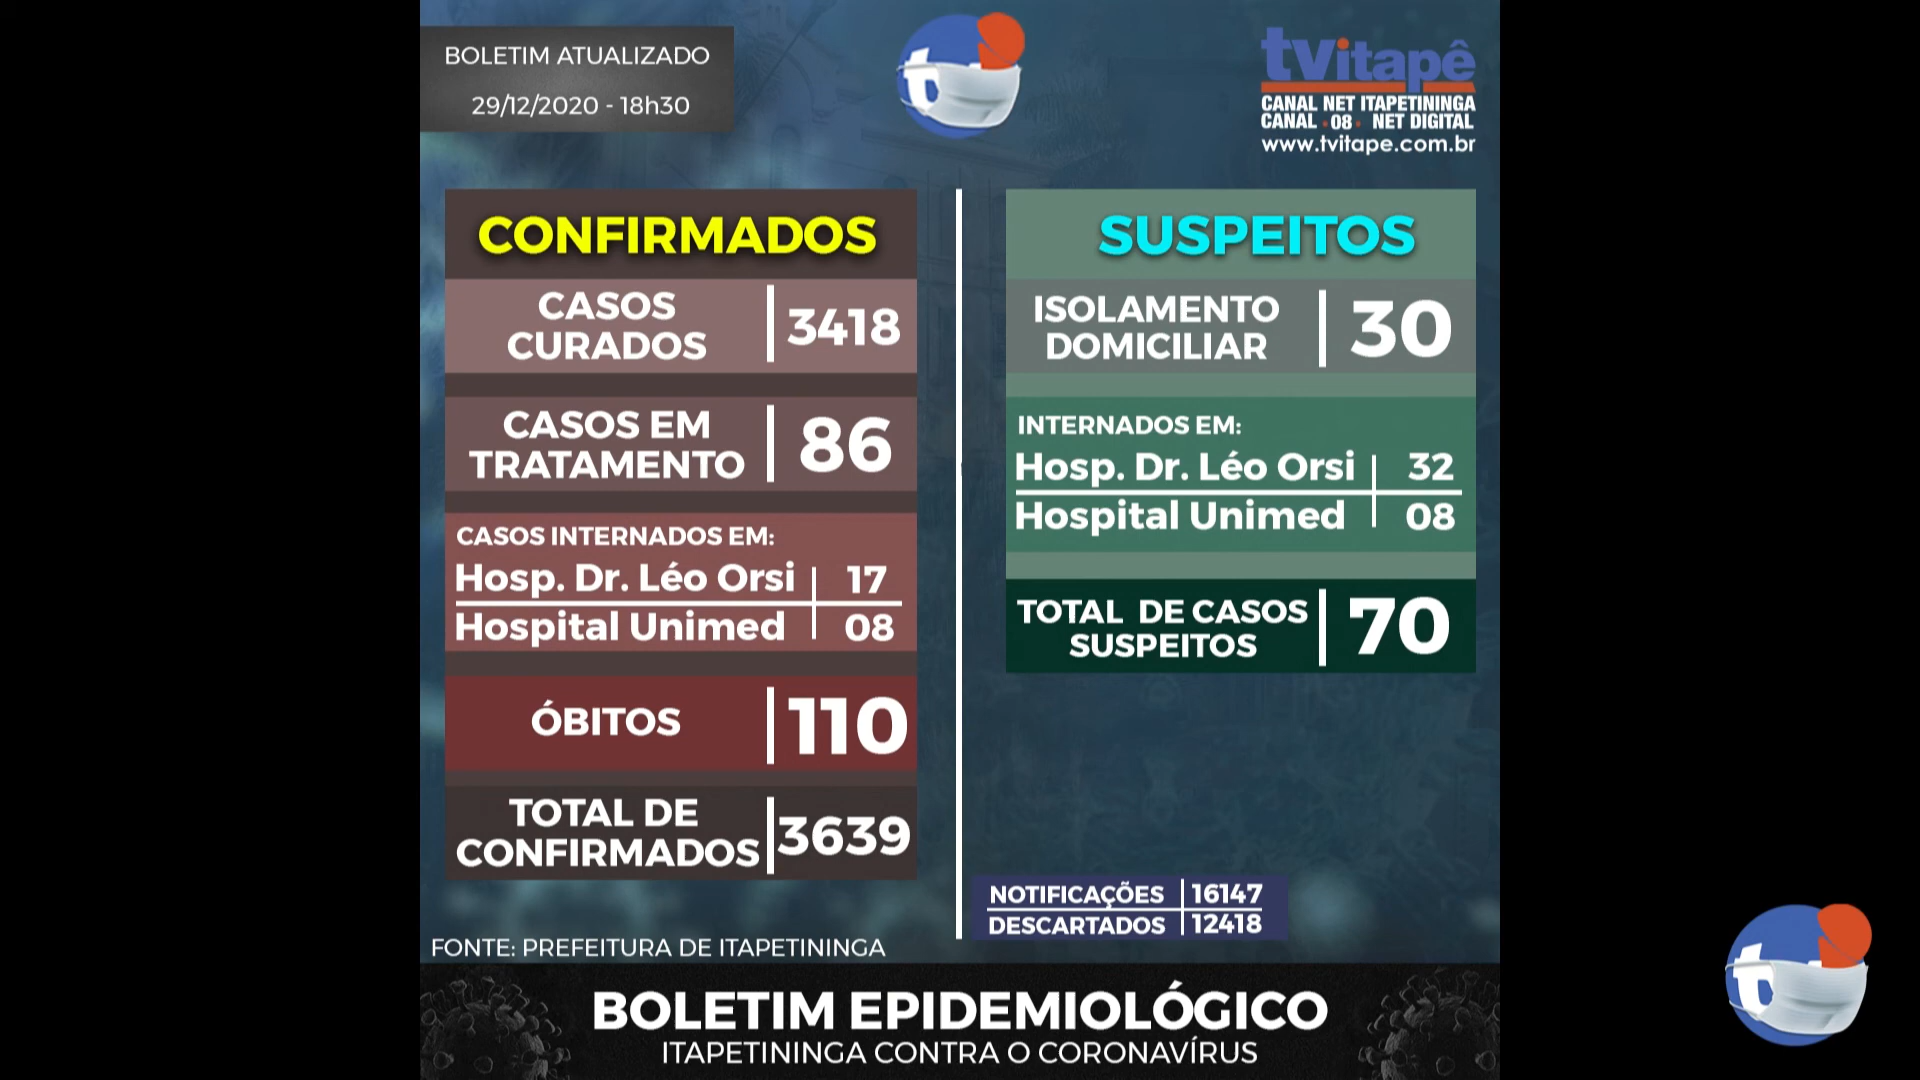 BOLETIM ATUALIZADO
29/12/2020 - 18h30
t
tvitapê
CANAL NET ITAPETININGA
CANAL · 08 · NET DIGITAL
www.tvitape.com.br
CONFIRMADOS
CASOS
CURADOS
3418
CASOS EM
TRATAMENTO
86
CASOS INTERNADOS EM:
Hosp. Dr. Léo Orsi 17
Hospital Unimed 08
ÓBITOS 110
TOTAL DE
CONFIRMADOS
3639
SUSPEITOS
ISOLAMENTO
DOMICILIAR
30
INTERNADOS EM:
Hosp. Dr. Léo Orsi 32
Hospital Unimed 08
TOTAL DE CASOS
SUSPEITOS
70
NOTIFICAÇÕES 16147
DESCARTADOS 12418
FONTE: PREFEITURA DE ITAPETININGA
BOLETIM EPIDEMIOLÓGICO
ITAPETININGA CONTRA O CORONAVÍRUS
t